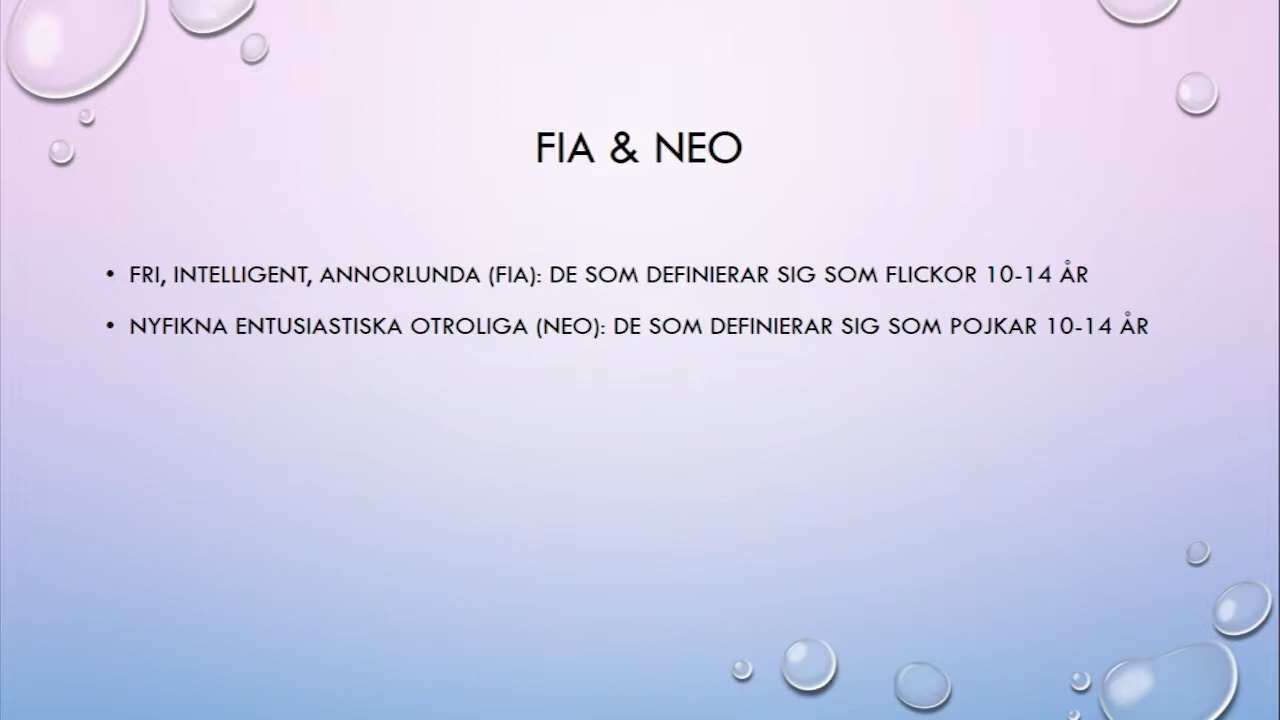 FIA & NEO
• FRI, INTELLIGENT, ANNORLUNDA (FIA): DE SOM DEFINIERAR SIG SOM FLICKOR 10-14 ÅR
• NYFIKNA ENTUSIASTISKA OTROLIGA (NEO): DE SOM DEFINIERAR SIG SOM POJKAR 10-14 ÅR